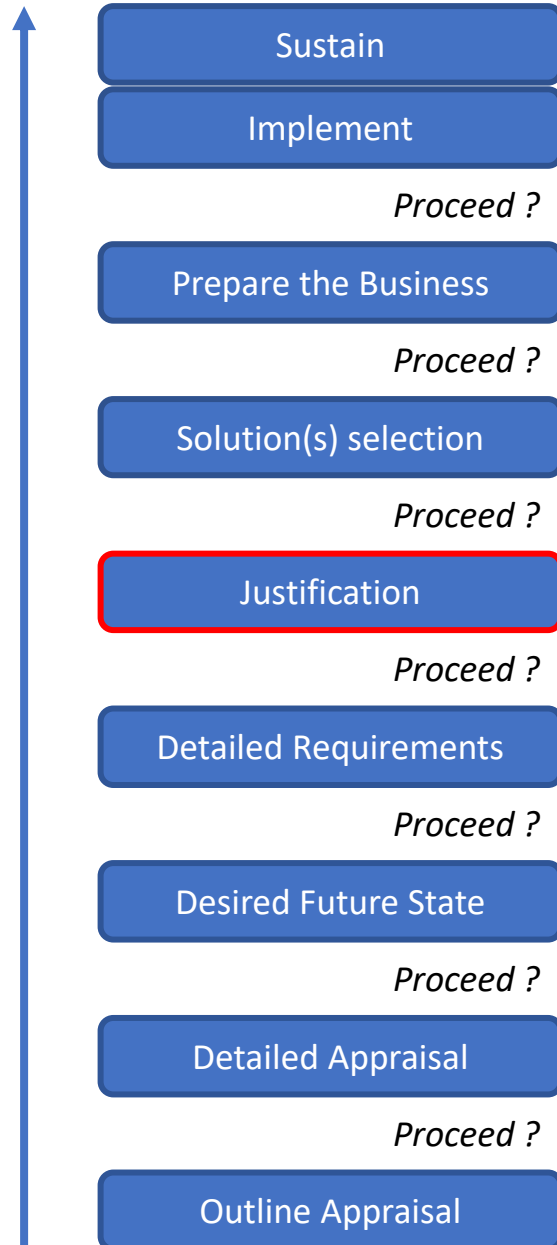 Sustain
Implement
Proceed ?
Prepare the Business
Proceed ?
Solution(s) selection
Proceed ?
Justification
Proceed ?
Detailed Requirements
Proceed ?
Desired Future State
Proceed ?
Detailed Appraisal
Proceed ?
Outline Appraisal